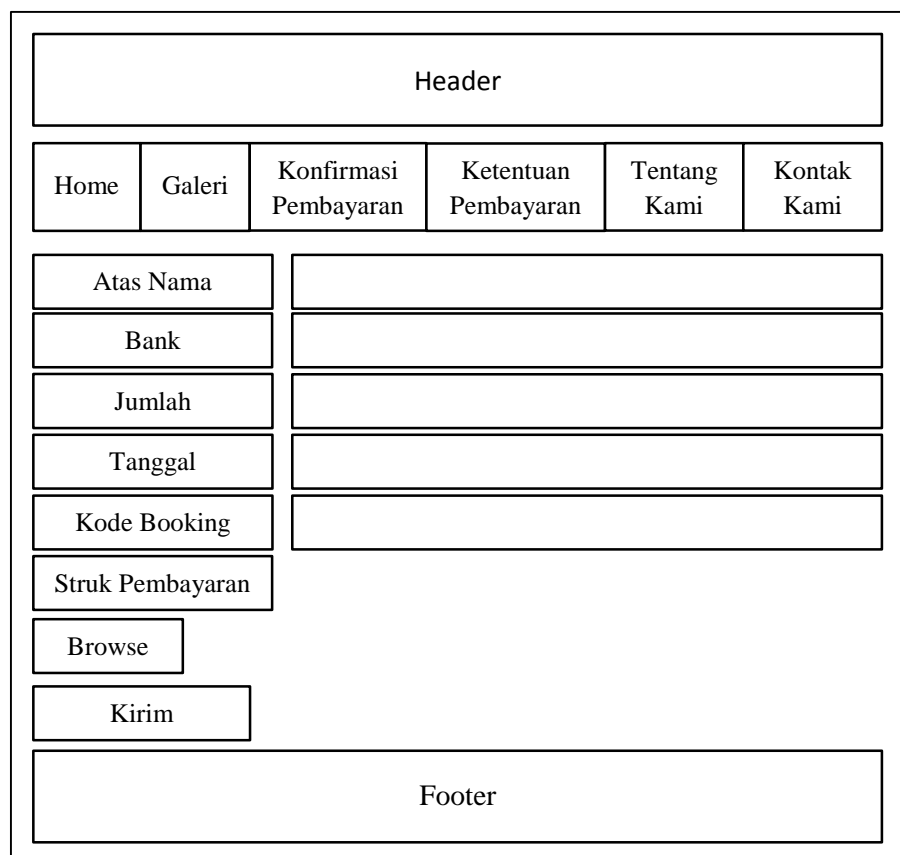 Header
Home
Galeri
Konfirmasi
Pembayaran
Ketentuan
Pembayaran
Tentang
Kami
Kontak
Kami
Atas Nama
Bank
Jumlah
Tanggal
Kode Booking
Struk Pembayaran
Browse
Kirim
Footer